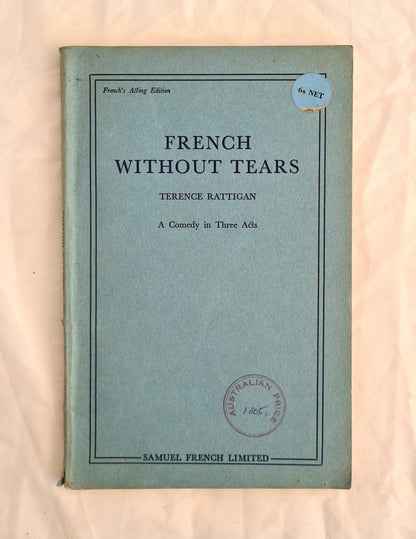 French's Acting Edition
6s NET
FRENCH
WITHOUT TEARS
TERENCE RATTIGAN
A Comedy in Three Acts
AUSTRALIAN PRICE
SAMUEL FRENCH LIMITED